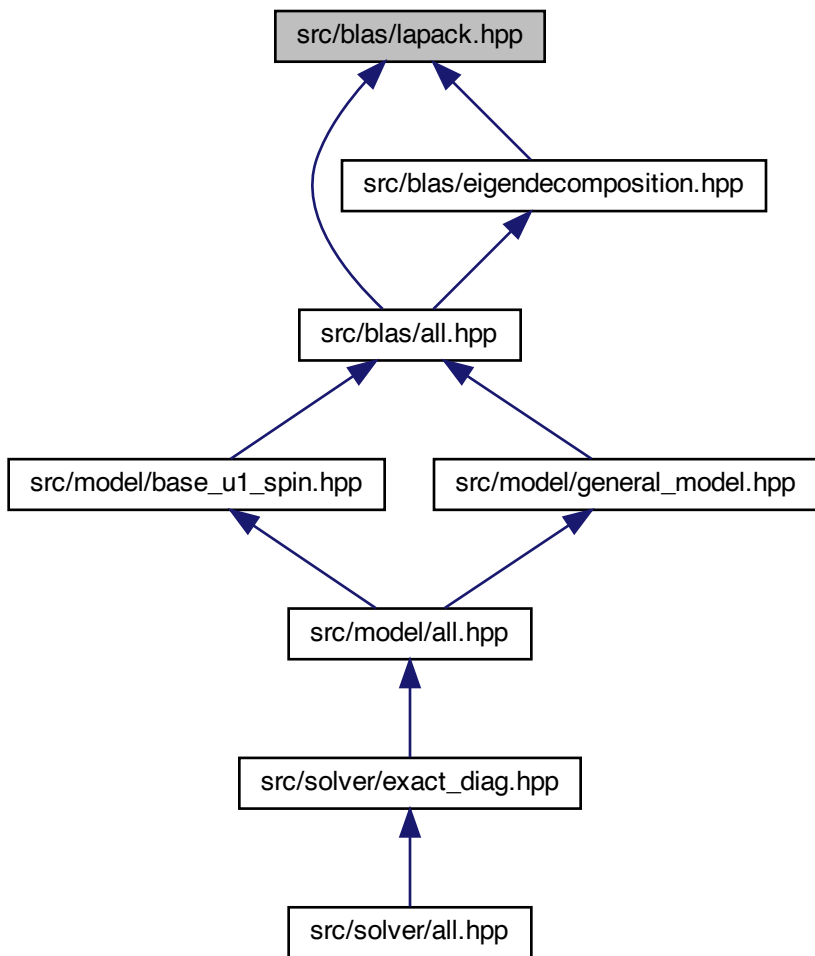 src/blas/lapack.hpp
src/blas/eigendecomposition.hpp
src/blas/all.hpp
src/model/base_u1_spin.hpp
src/model/general_model.hpp
src/model/all.hpp
src/solver/exact_diag.hpp
src/solver/all.hpp